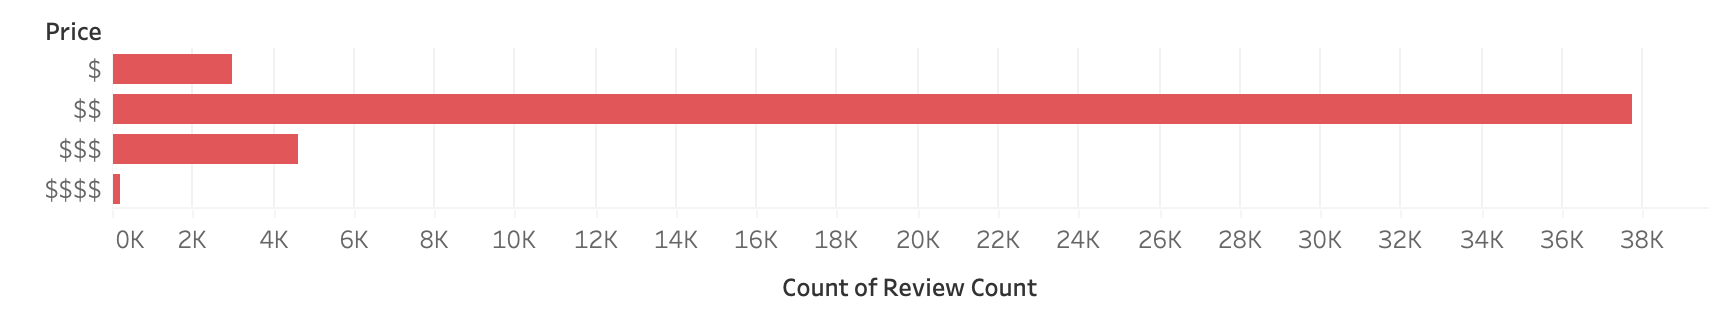 Price
$
$$
$$$
$$$$
0K 2K 4K 6K 8K 10K 12K 14K 16K 18K 20K 22K 24K 26K 28K 30K 32K 34K 36K 38K
Count of Review Count